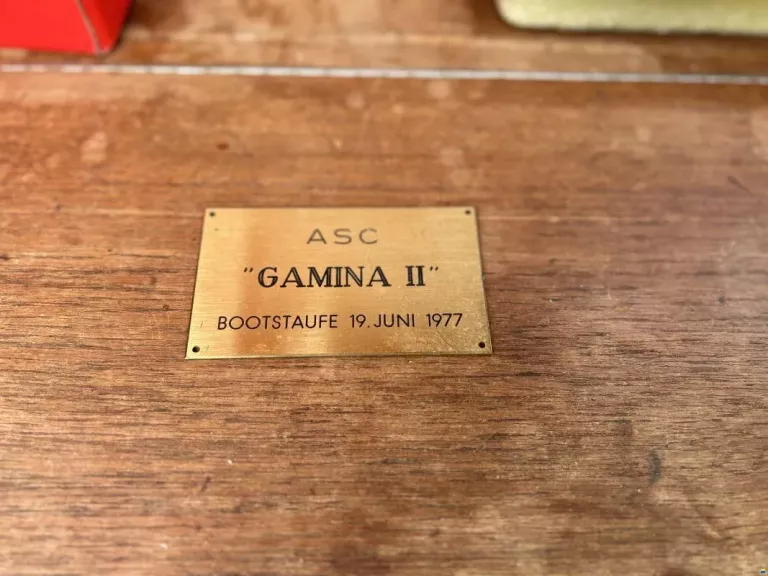 ASC
"GAMINA II"
BOOTSTAUFE 19. JUNI 1977